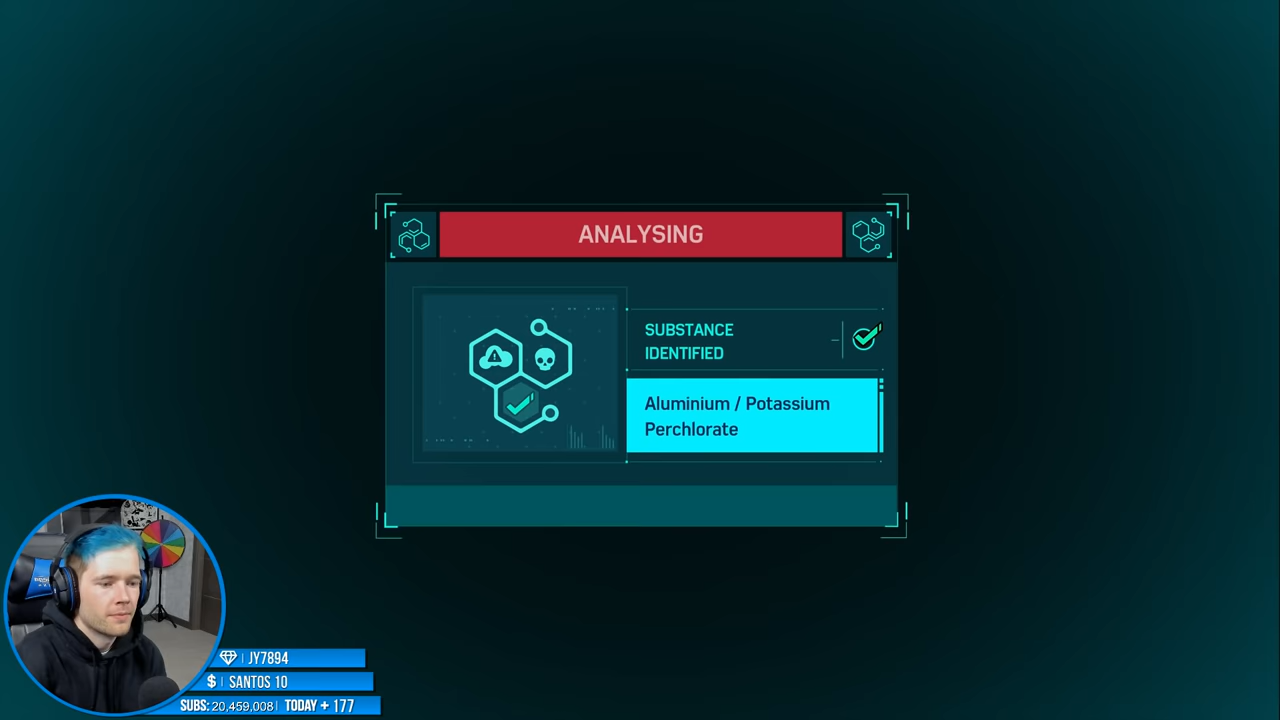 ANALYSING
SUBSTANCE
IDENTIFIED
Aluminium / Potassium
Perchlorate
JY7894
$ SANTOS 10
SUBS: 20,459,008 TODAY + 177